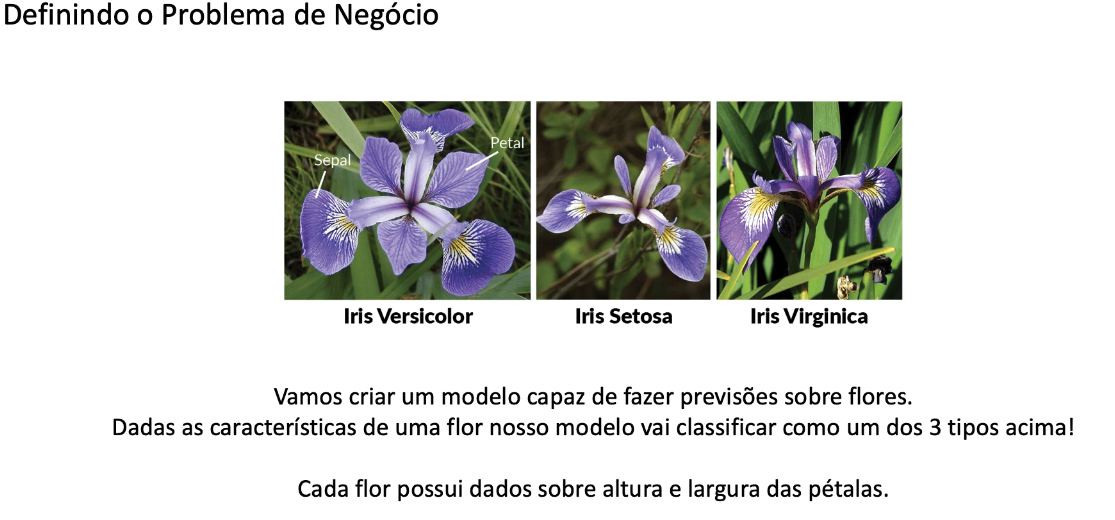 Definindo o Problema de Negócio
Sepal
Petal
Iris Versicolor
Iris Setosa
Iris Virginica
Vamos criar um modelo capaz de fazer previsões sobre flores.
Dadas as características de uma flor nosso modelo vai classificar como um dos 3 tipos acima!
Cada flor possui dados sobre altura e largura das pétalas.